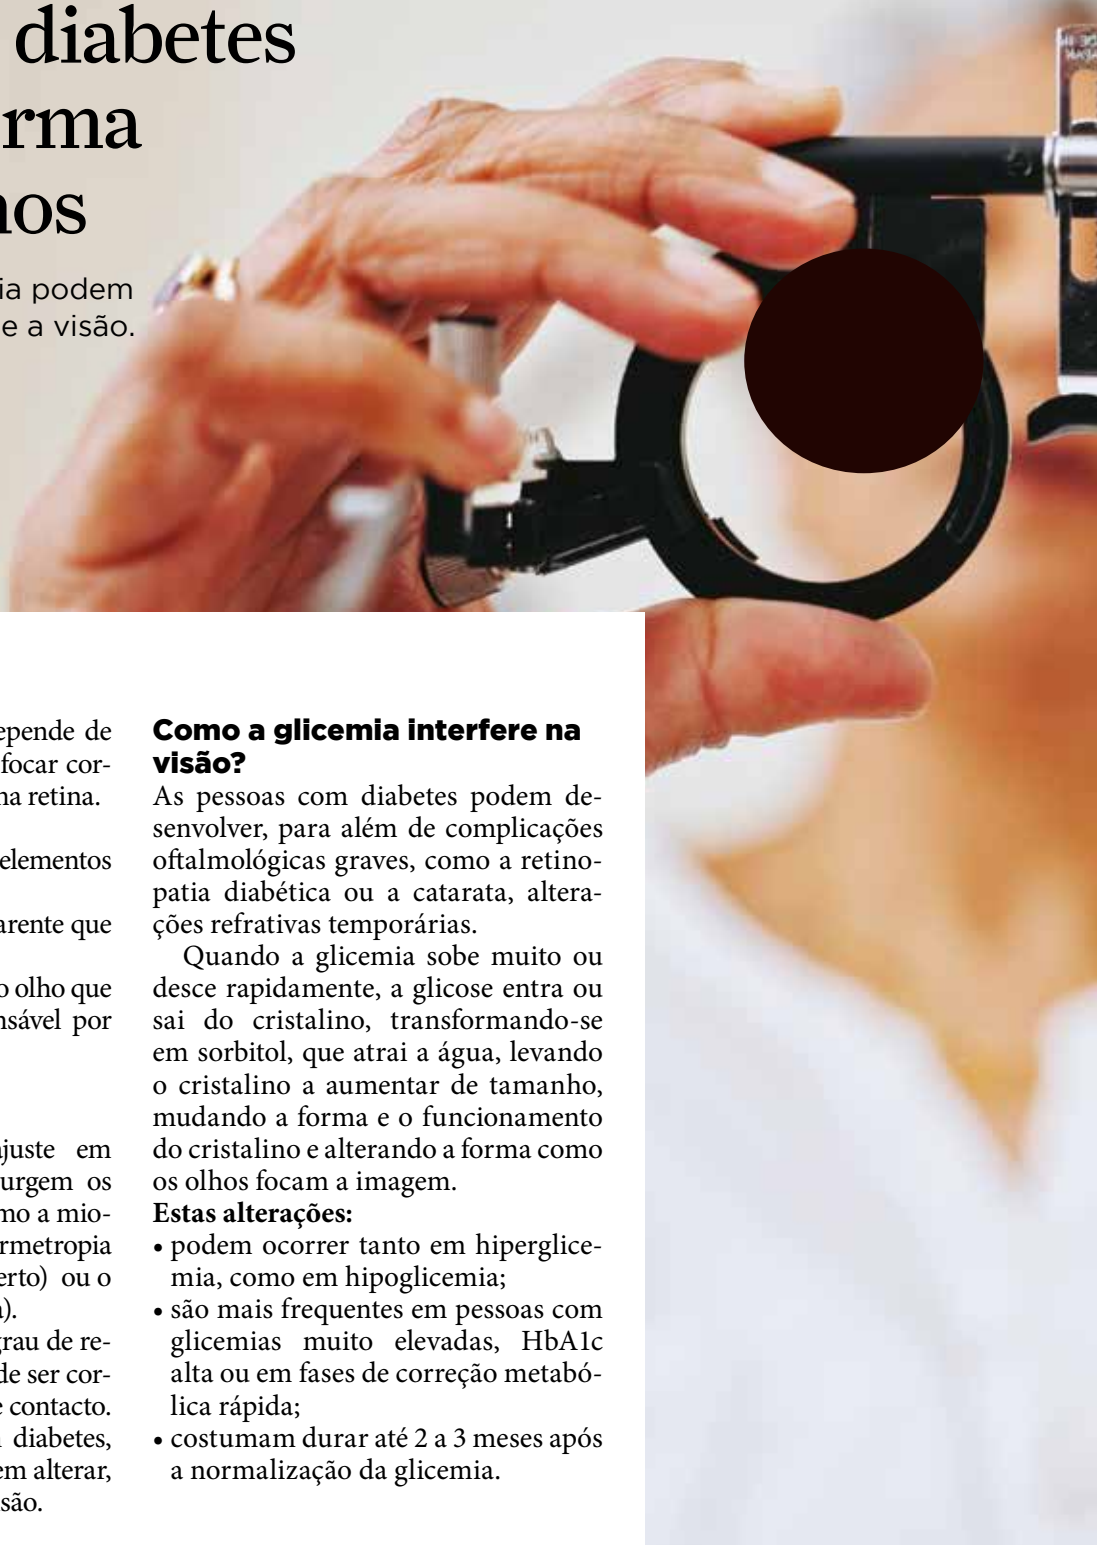 diabetes
rma
nos
ia podem
e a visão.
epende de
focar cor-
na retina.
elementos
arente que
o olho que
nsável por
juste em
urgem os
mo a mio-
rmetropia
erto) ou o
a).
grau de re-
de ser cor-
e contacto.
diabetes,
em alterar,
são.
Como a glicemia interfere na
visão?
As pessoas com diabetes podem de-
senvolver, para além de complicações
oftalmológicas graves, como a retino-
patia diabética ou a catarata, altera-
ções refrativas temporárias.
Quando a glicemia sobe muito ou
desce rapidamente, a glicose entra ou
sai do cristalino, transformando-se
em sorbitol, que atrai a água, levando
o cristalino a aumentar de tamanho,
mudando a forma e o funcionamento
do cristalino e alterando a forma como
os olhos focam a imagem.
Estas alterações:
• podem ocorrer tanto em hiperglice-
mia, como em hipoglicemia;
• são mais frequentes em pessoas com
glicemias muito elevadas, HbA1c
alta ou em fases de correção metabó-
lica rápida;
• costumam durar até 2 a 3 meses após
a normalização da glicemia.